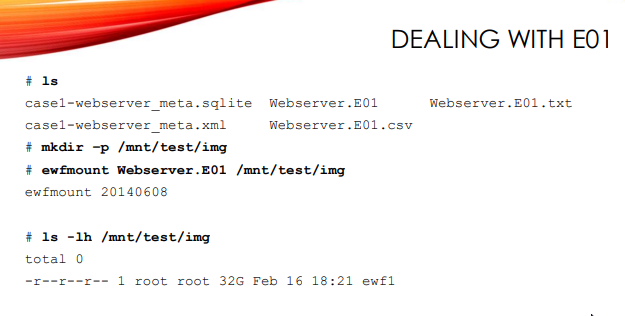 DEALING WITH E01
# ls
case1-webserver_meta.sqlite  Webserver.E01      Webserver.E01.txt
case1-webserver_meta.xml     Webserver.E01.csv
# mkdir –p /mnt/test/img
# ewfmount Webserver.E01 /mnt/test/img
ewfmount 20140608
# ls -lh /mnt/test/img
total 0
-r--r--r-- 1 root root 32G Feb 16 18:21 ewf1